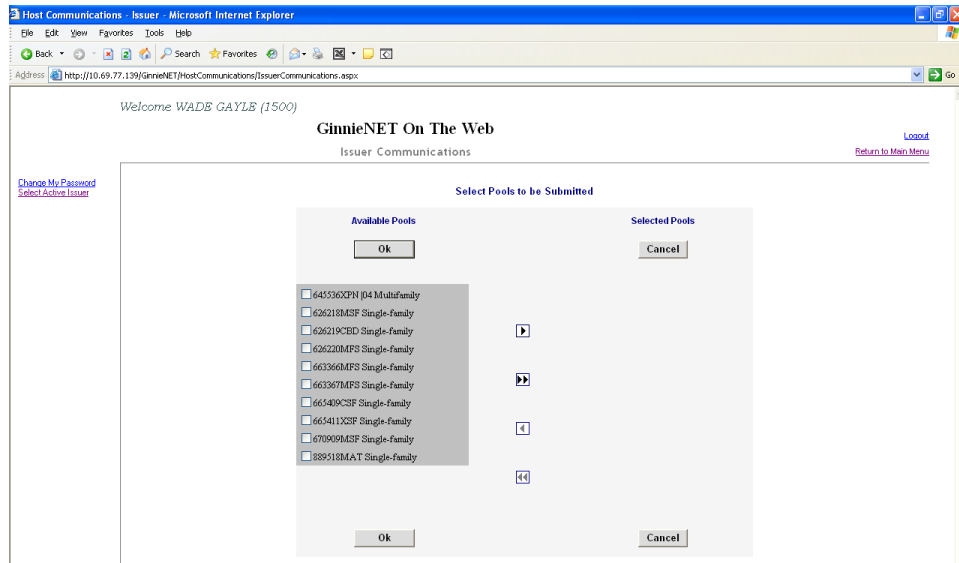 Host Communications - Issuer - Microsoft Internet Explorer
File Edit View Favorites Tools Help
Back Search Favorites
Address http://10.69.77.139/GinnieNET/HostCommunications/IssuerCommunications.aspx Go
Welcome WADE GAYLE (1500)
GinnieNET On The Web
Logout
Issuer Communications
Return to Main Menu
Change My Password
Select Active Issuer
Select Pools to be Submitted
Available Pools Selected Pools
Ok Cancel
645536XPN |04 Multifamily
626218MSF Single-family
626219CBD Single-family
626220MFS Single-family
663366MFS Single-family
663367MFS Single-family
665409CSF Single-family
665411XSF Single-family
670909MSF Single-family
889518MAT Single-family
Ok Cancel